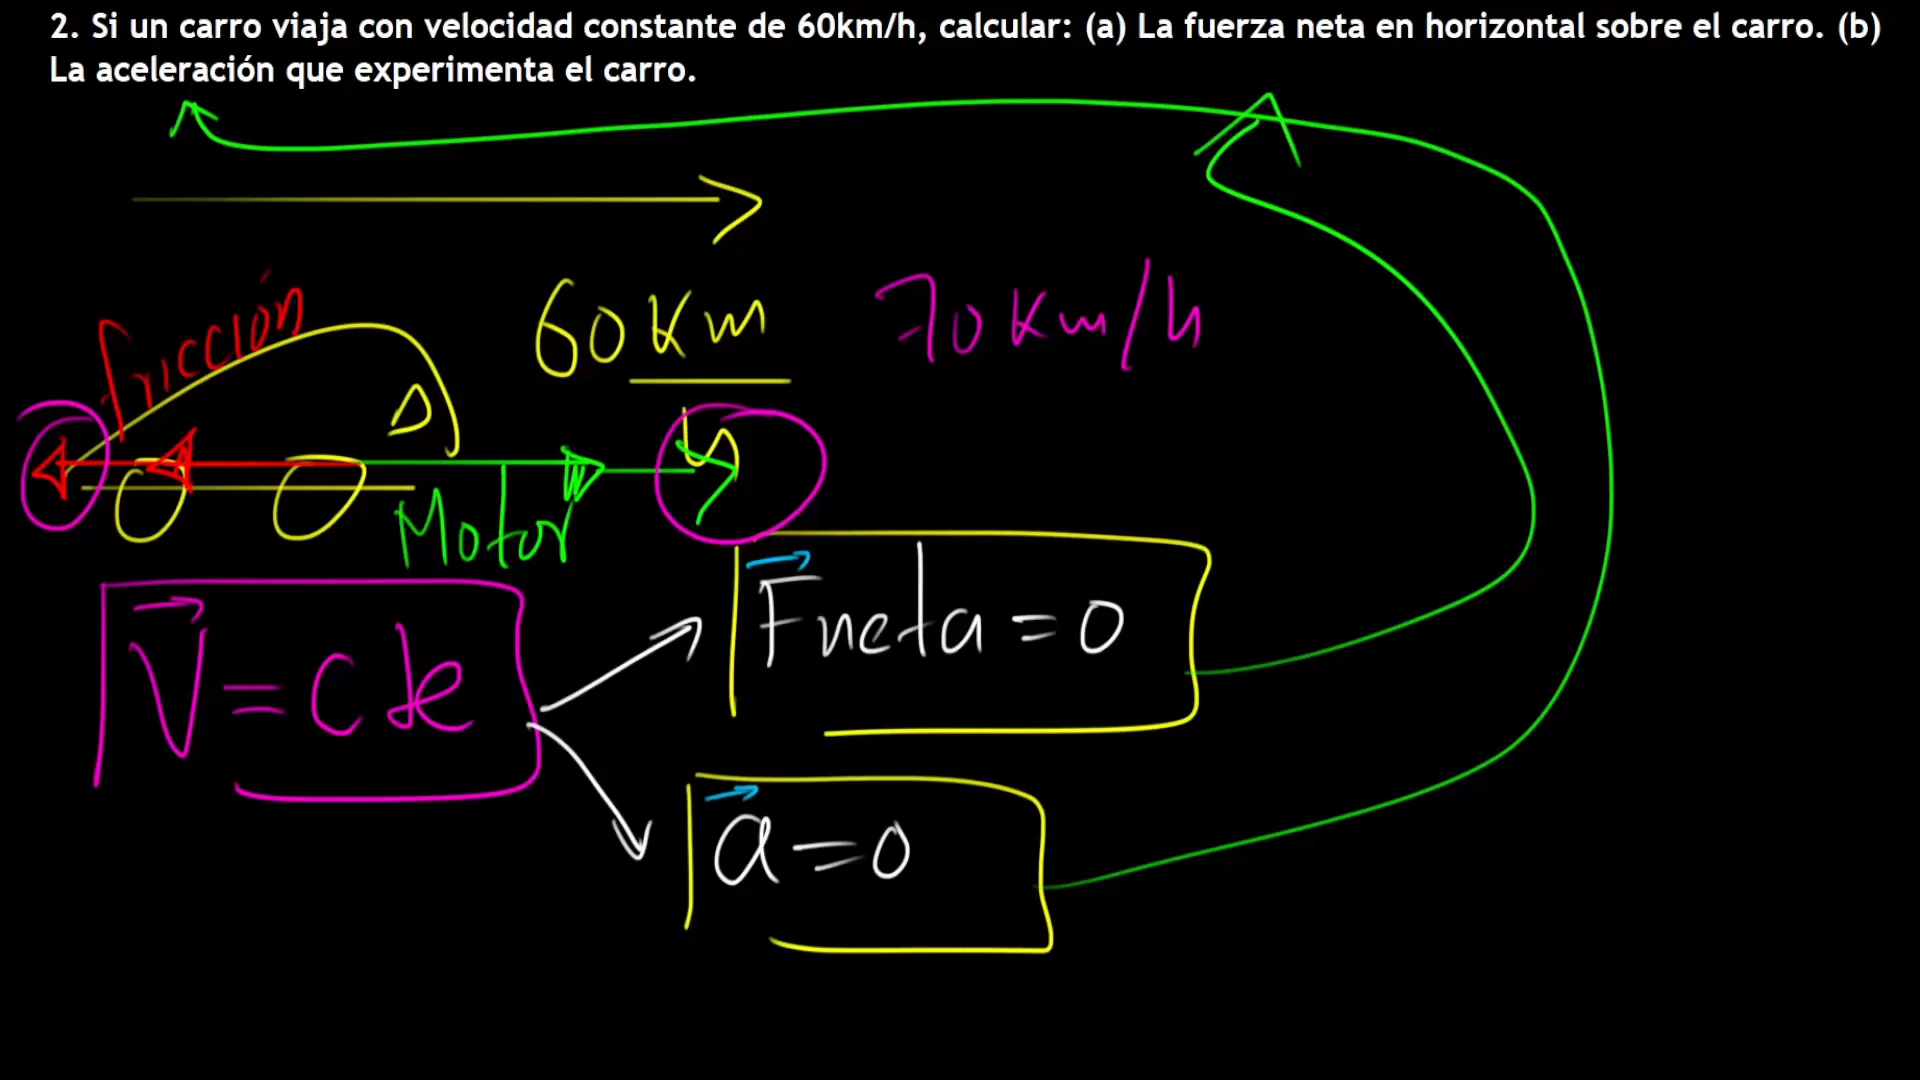 2. Si un carro viaja con velocidad constante de 60km/h, calcular: (a) La fuerza neta en horizontal sobre el carro. (b)
La aceleración que experimenta el carro.
fricción
60 Km
h
70 Km/h
Motor
V = cte
Fneta = 0
a = 0